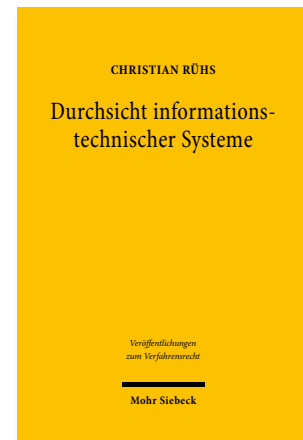 CHRISTIAN RÜHS
Durchsicht informations-
technischer Systeme
Veröffentlichungen
zum Verfahrensrecht
Mohr Siebeck